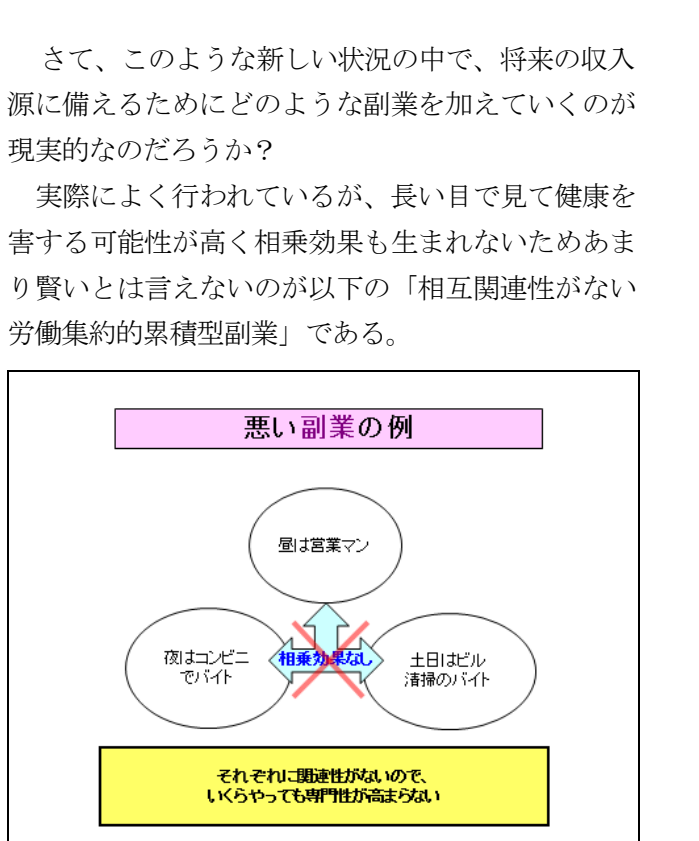 さて、このような新しい状況の中で、将来の収入
源に備えるためにどのような副業を加えていくのが
現実的なのだろうか？
実際によく行われているが、長い目で見て健康を
害する可能性が高く相乗効果も生まれないためあま
り賢いとは言えないのが以下の「相互関連性がない
労働集約的累積型副業」である。
悪い副業の例
昼は営業マン
夜はコンビニ
でバイト
相乗効果なし
土日はビル
清掃のバイト
それぞれに関連性がないので、
いくらやっても専門性が高まらない